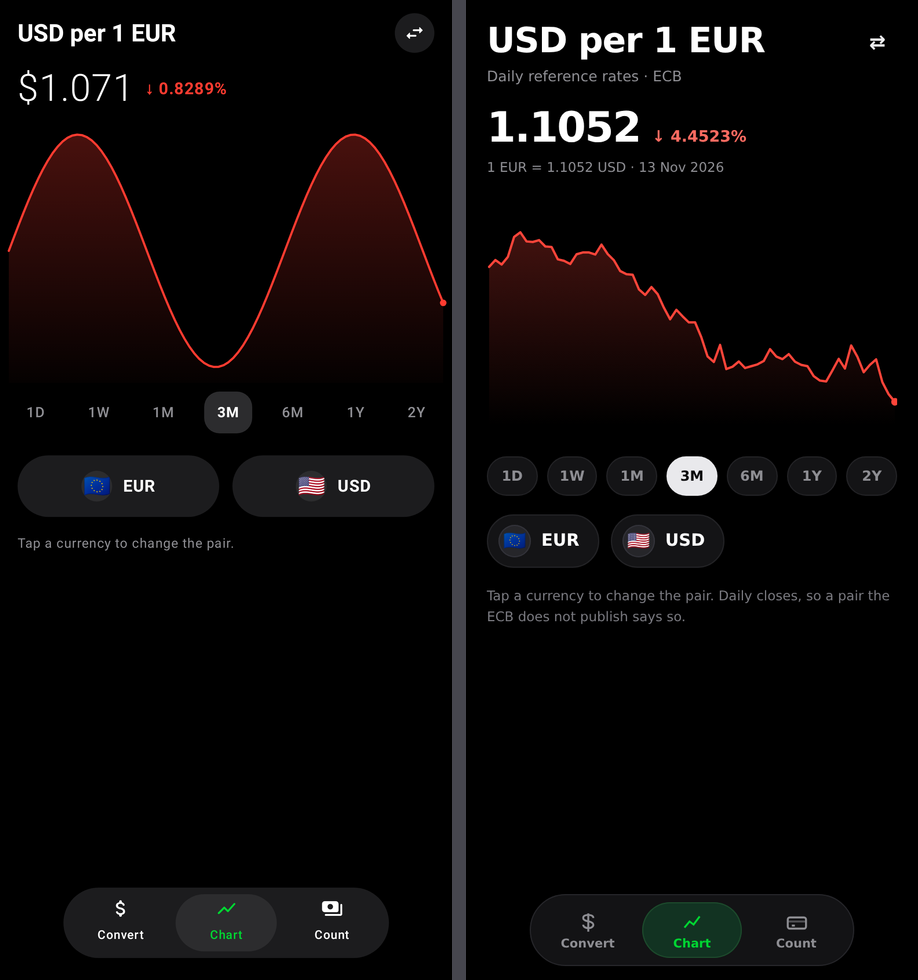 USD per 1 EUR
$1.071 ↓ 0.8289%
1D 1W 1M 3M 6M 1Y 2Y
EUR USD
Tap a currency to change the pair.
$
Convert Chart Count
USD per 1 EUR
Daily reference rates · ECB
1.1052 ↓ 4.4523%
1 EUR = 1.1052 USD · 13 Nov 2026
1D 1W 1M 3M 6M 1Y 2Y
EUR USD
Tap a currency to change the pair. Daily closes, so a pair the
ECB does not publish says so.
$
Convert Chart Count